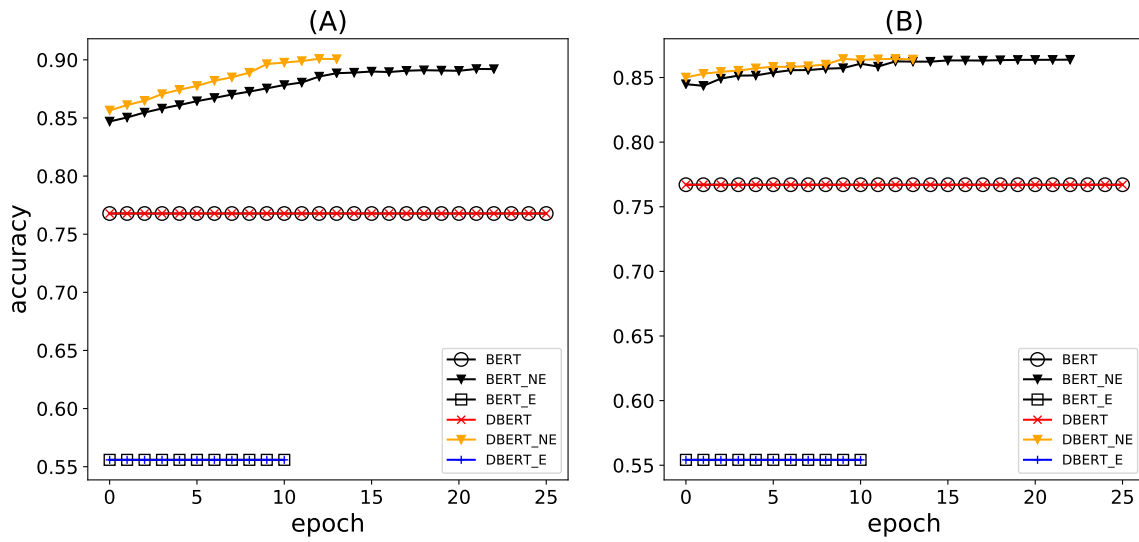 (A)
accuracy
0.90
0.85
0.80
0.75
0.70
0.65
0.60
0.55
0 5 10 15 20 25
epoch
BERT
BERT_NE
BERT_E
DBERT
DBERT_NE
DBERT_E
(B)
0.85
0.80
0.75
0.70
0.65
0.60
0.55
0 5 10 15 20 25
epoch
BERT
BERT_NE
BERT_E
DBERT
DBERT_NE
DBERT_E